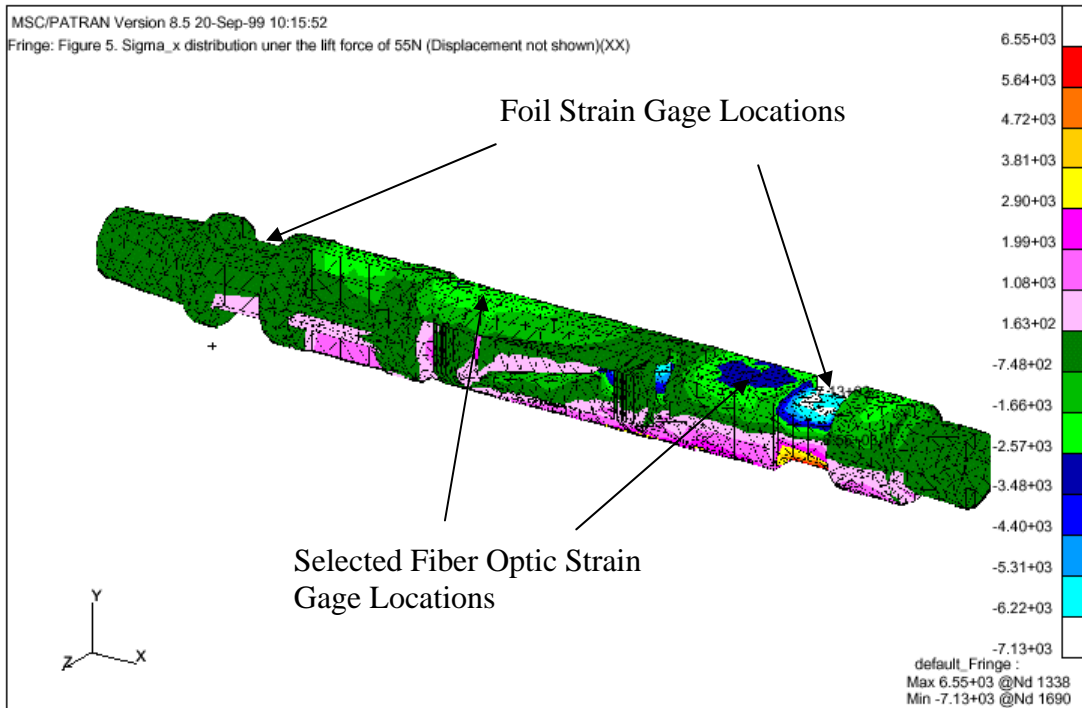 MSC/PATRAN Version 8.5 20-Sep-99 10:15:52
Fringe: Figure 5. Sigma_x distribution uner the lift force of 55N (Displacement not shown)(XX)
6.55+03
5.64+03
4.72+03
3.81+03
2.90+03
1.99+03
1.08+03
1.63+02
-7.48+02
-1.66+03
-2.57+03
-3.48+03
-4.40+03
-5.31+03
-6.22+03
-7.13+03
Foil Strain Gage Locations
Selected Fiber Optic Strain
Gage Locations
Y
Z
X
default_Fringe :
Max 6.55+03 @Nd 1338
Min -7.13+03 @Nd 1690